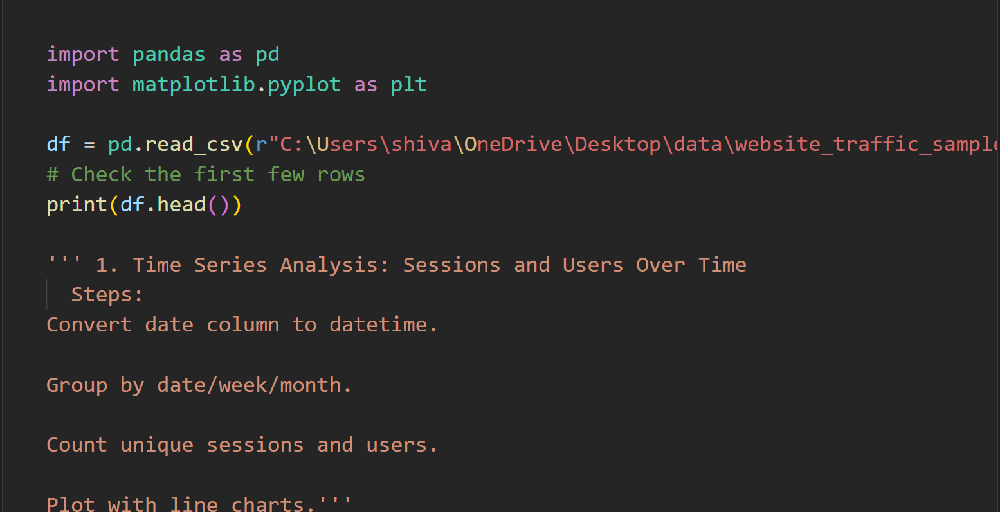 import pandas as pd
import matplotlib.pyplot as plt
df = pd.read_csv(r"C:\Users\shiva\OneDrive\Desktop\data\website_traffic_sample
# Check the first few rows
print(df.head())
''' 1. Time Series Analysis: Sessions and Users Over Time
Steps:
Convert date column to datetime.
Group by date/week/month.
Count unique sessions and users.
Plot with line charts.'''